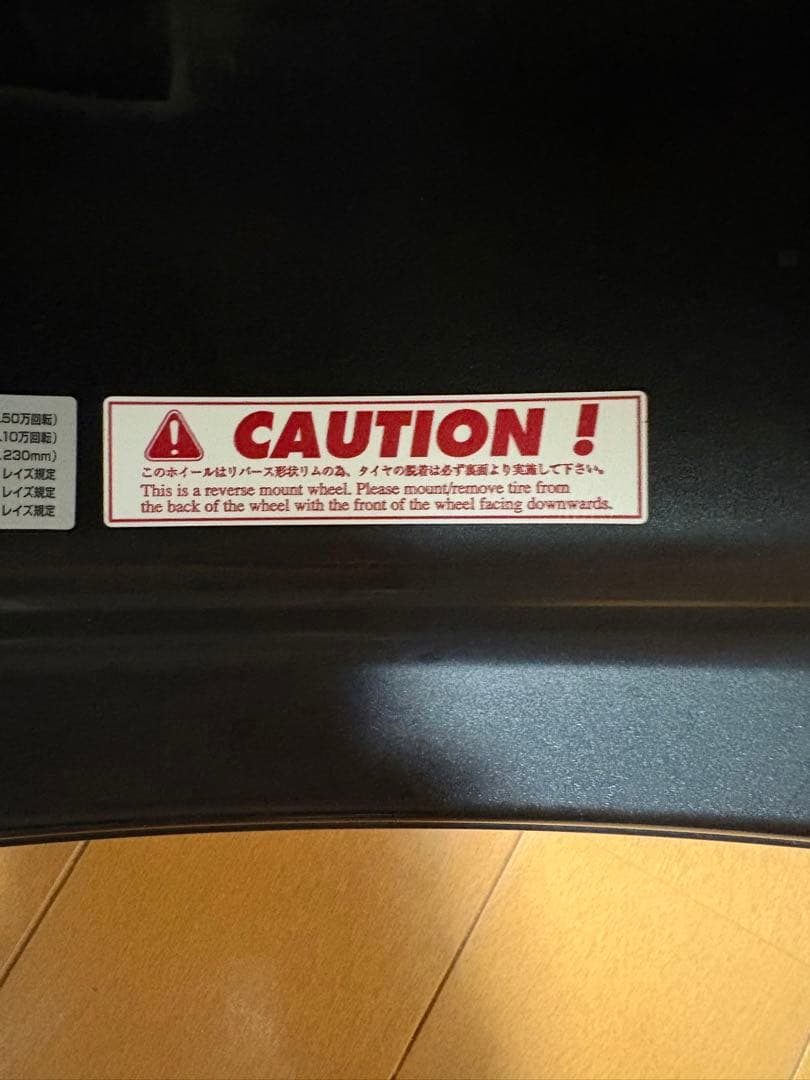 .50万回転)
.10万回転)
.230mm)
レイズ規定
レイズ規定
レイズ規定
CAUTION!
このホイールはリバース形状リムの為、タイヤの脱着は必ず裏面より実施して下さい。
This is a reverse mount wheel. Please mount/remove tire from
the back of the wheel with the front of the wheel facing downwards.